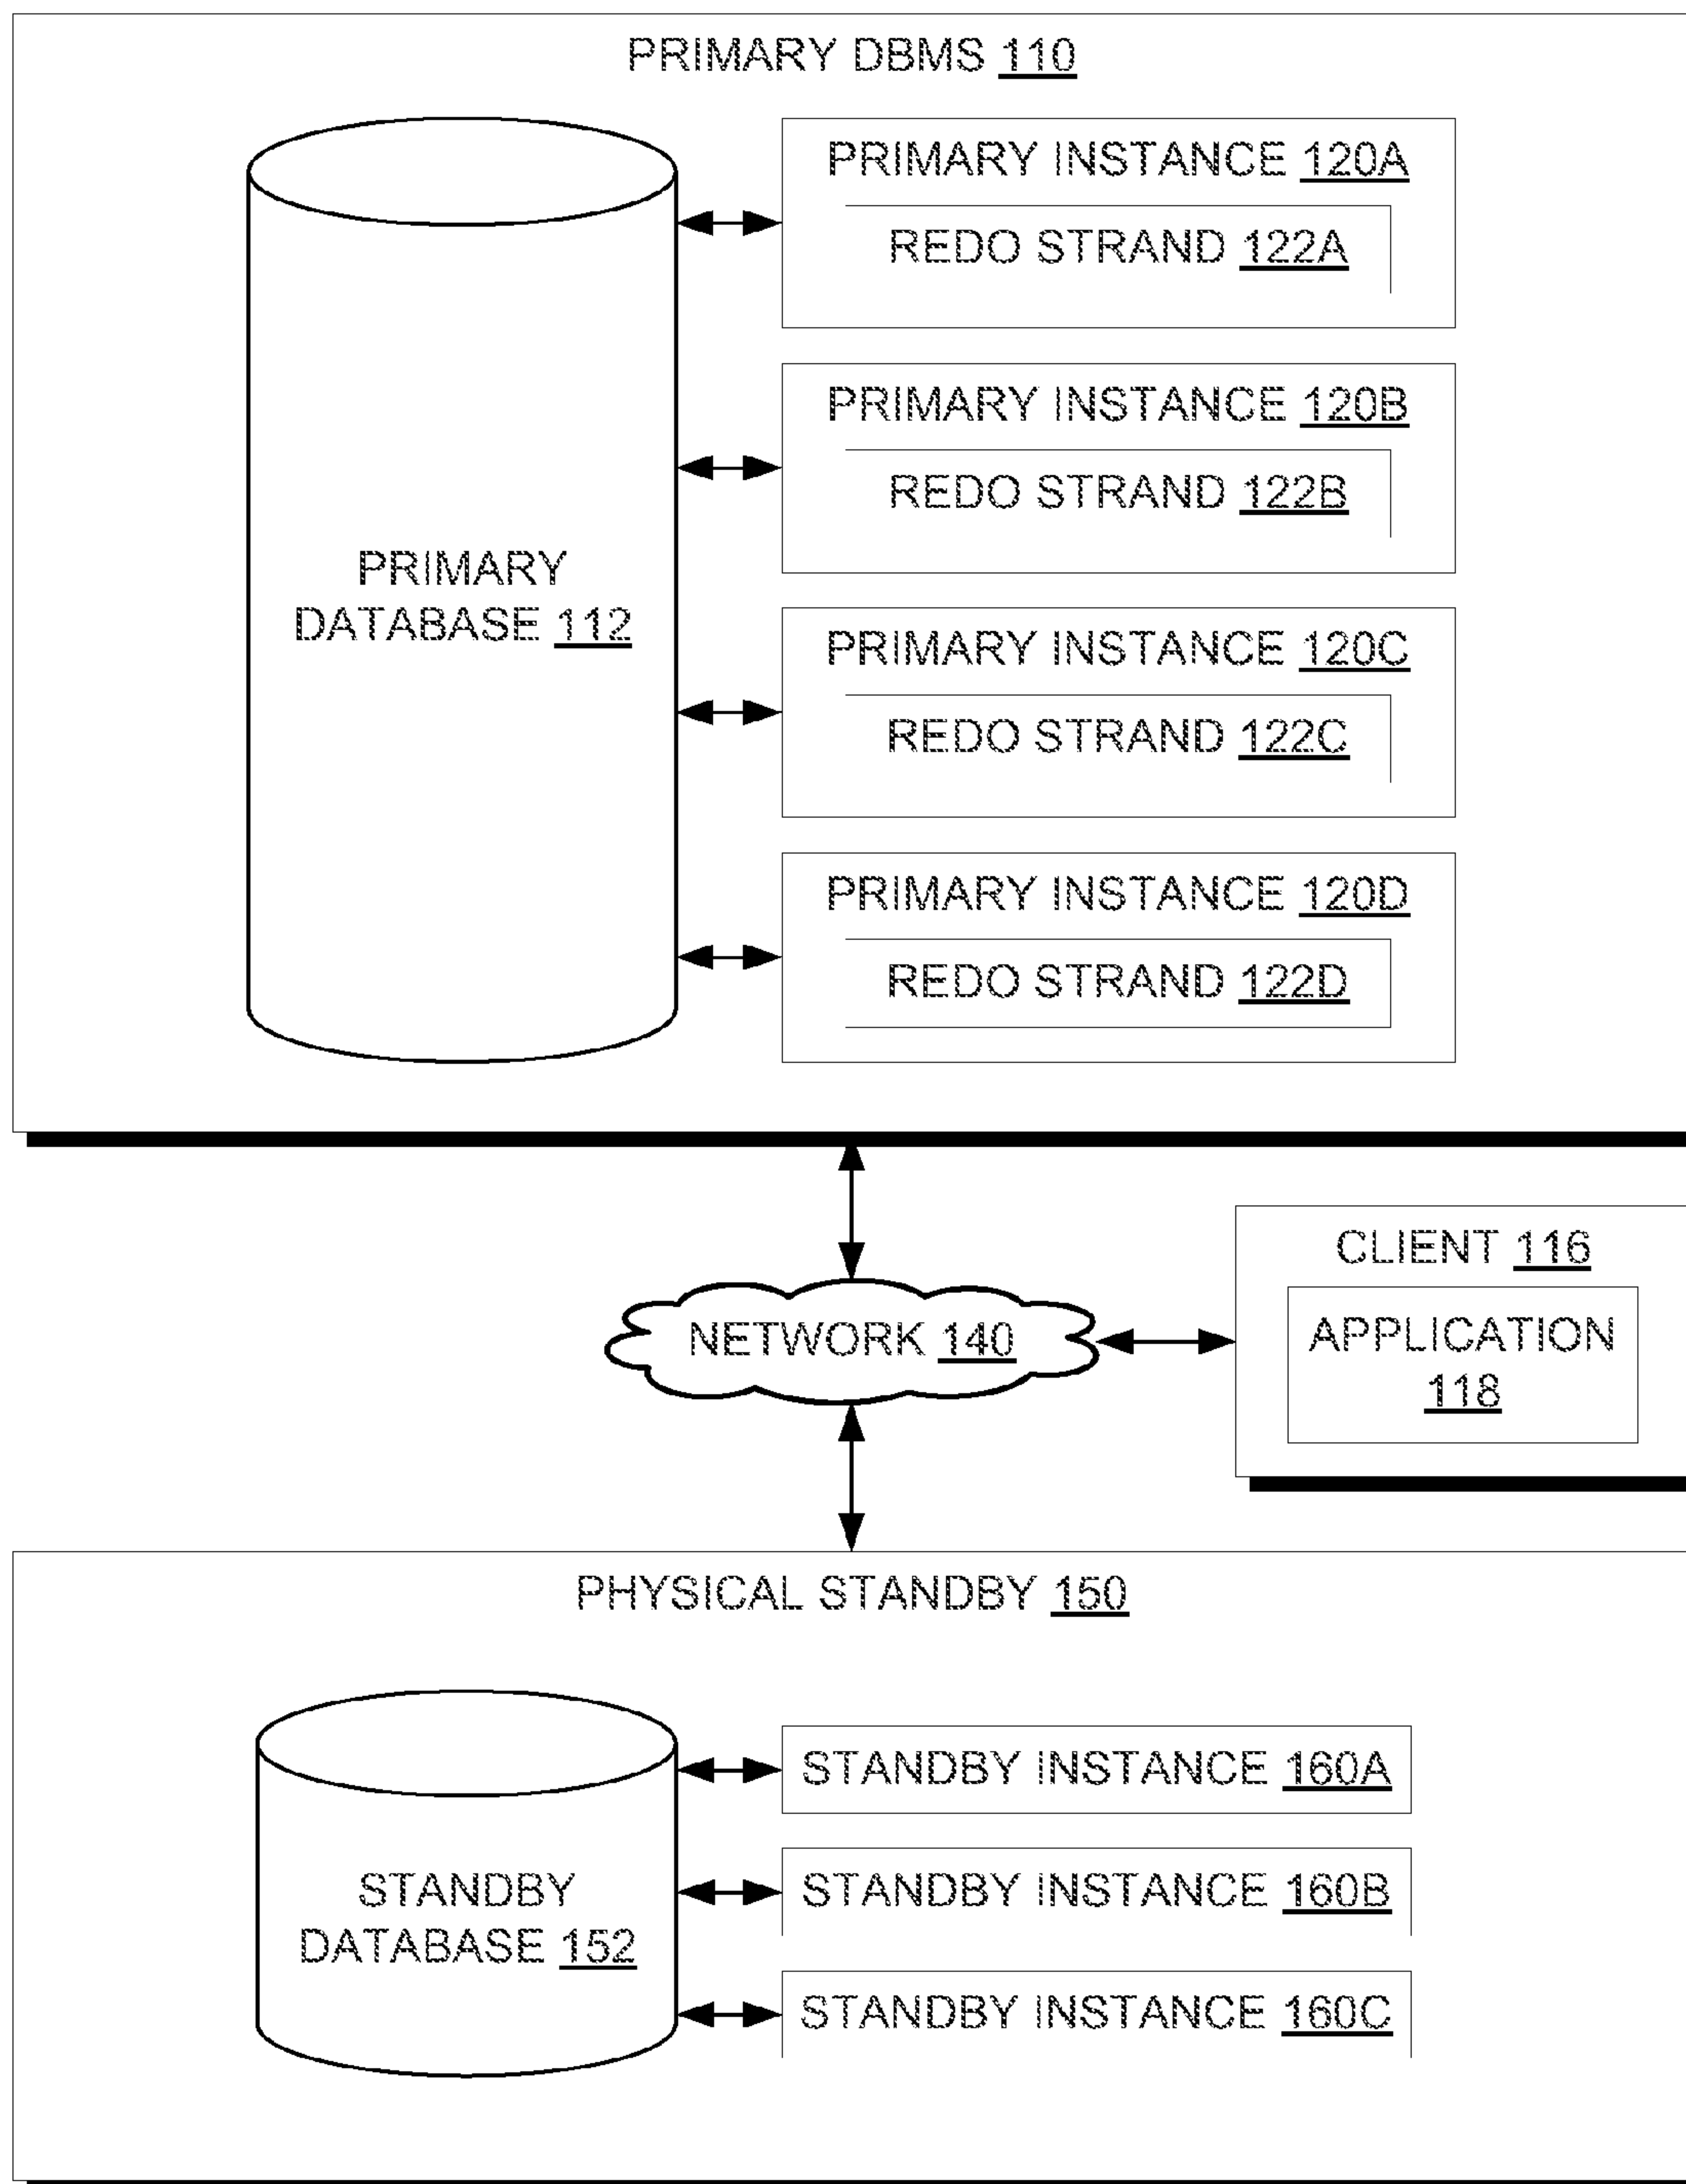 PRIMARY DBMS 110
PRIMARY INSTANCE 120A
REDO STRAND 122A
PRIMARY INSTANCE 120B
REDO STRAND 122B
PRIMARY
DATABASE 112
PRIMARY INSTANCE 120C
REDO STRAND 122C
PRIMARY INSTANCE 120D
REDO STRAND 122D
CLIENT 116
NETWORK 140
APPLICATION
118
PHYSICAL STANDBY 150
STANDBY INSTANCE 160A
STANDBY
DATABASE 152
STANDBY INSTANCE 160B
STANDBY INSTANCE 160C